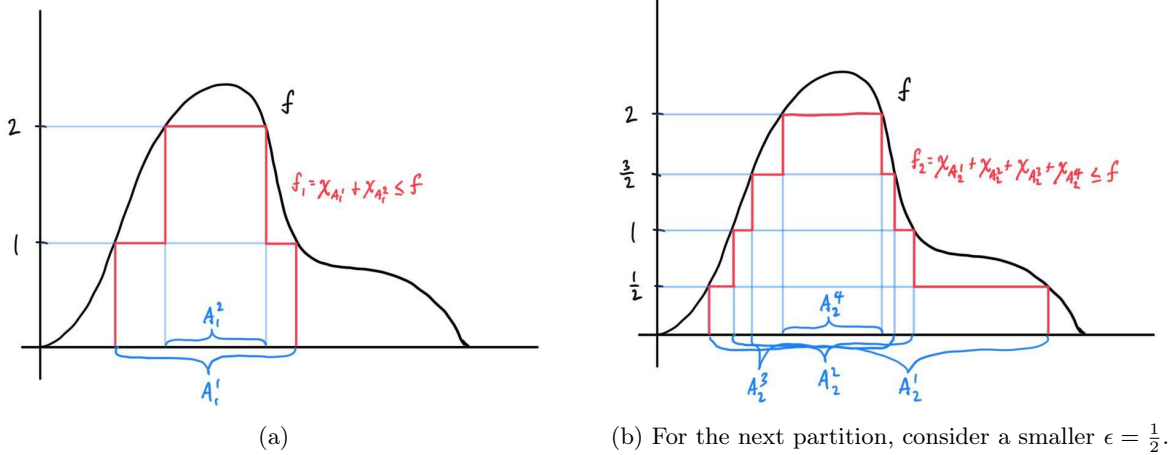 f
2
f₁ = χ_{A₁¹} + χ_{A₁²} ≤ f
1
A₁²
A₁¹
(a)
f
2
f₂ = χ_{A₂¹} + χ_{A₂²} + χ_{A₂³} + χ_{A₂⁴} ≤ f
3/2
1
1/2
A₂⁴
A₂³ A₂² A₂¹
(b) For the next partition, consider a smaller ϵ = 1/2.